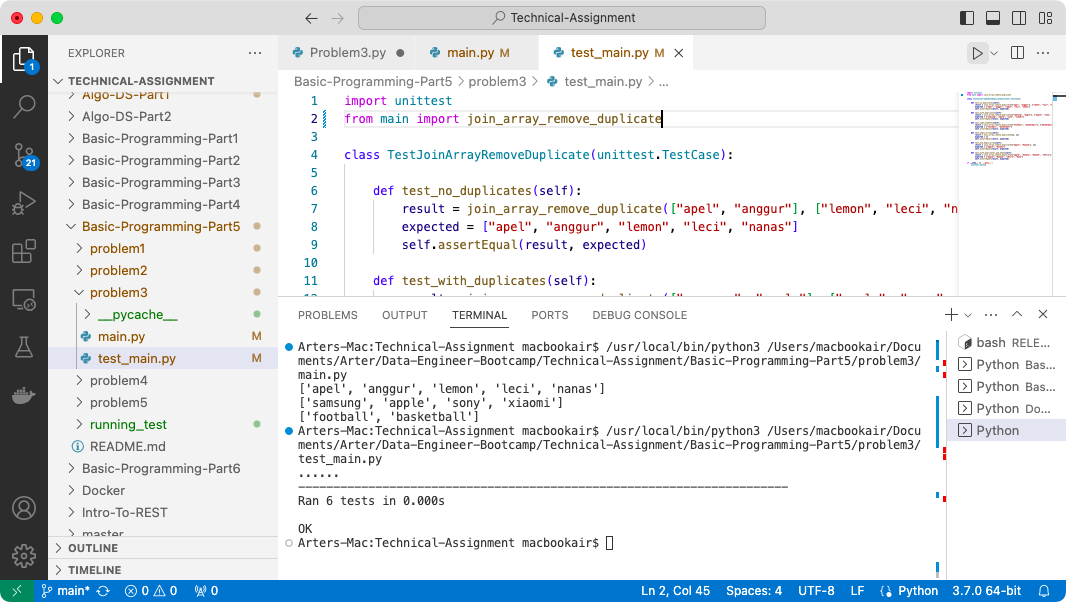 Technical-Assignment
EXPLORER
TECHNICAL-ASSIGNMENT
Algo-DS-Part1
Algo-DS-Part2
Basic-Programming-Part1
Basic-Programming-Part2
Basic-Programming-Part3
Basic-Programming-Part4
Basic-Programming-Part5
problem1
problem2
problem3
__pycache__
main.py M
test_main.py M
problem4
problem5
running_test
README.md
Basic-Programming-Part6
Docker
Intro-To-REST
master
OUTLINE
TIMELINE
1
21
Problem3.py
main.py M
test_main.py M
Basic-Programming-Part5 > problem3 > test_main.py > ...
1 import unittest
2 from main import join_array_remove_duplicate
3
4 class TestJoinArrayRemoveDuplicate(unittest.TestCase):
5
6 def test_no_duplicates(self):
7 result = join_array_remove_duplicate(["apel", "anggur"], ["lemon", "leci", "n
8 expected = ["apel", "anggur", "lemon", "leci", "nanas"]
9 self.assertEqual(result, expected)
10
11 def test_with_duplicates(self):
PROBLEMS OUTPUT TERMINAL PORTS DEBUG CONSOLE
Arters-Mac:Technical-Assignment macbookair$ /usr/local/bin/python3 /Users/macbookair/Docu
ments/Arter/Data-Engineer-Bootcamp/Technical-Assignment/Basic-Programming-Part5/problem3/
main.py
['apel', 'anggur', 'lemon', 'leci', 'nanas']
['samsung', 'apple', 'sony', 'xiaomi']
['football', 'basketball']
Arters-Mac:Technical-Assignment macbookair$ /usr/local/bin/python3 /Users/macbookair/Docu
ments/Arter/Data-Engineer-Bootcamp/Technical-Assignment/Basic-Programming-Part5/problem3/
test_main.py
......
----------------------------------------------------------------------
Ran 6 tests in 0.000s
OK
Arters-Mac:Technical-Assignment macbookair$
bash RELE...
Python Bas...
Python Bas...
Python Do...
Python
main* 0 0 0
Ln 2, Col 45 Spaces: 4 UTF-8 LF Python 3.7.0 64-bit